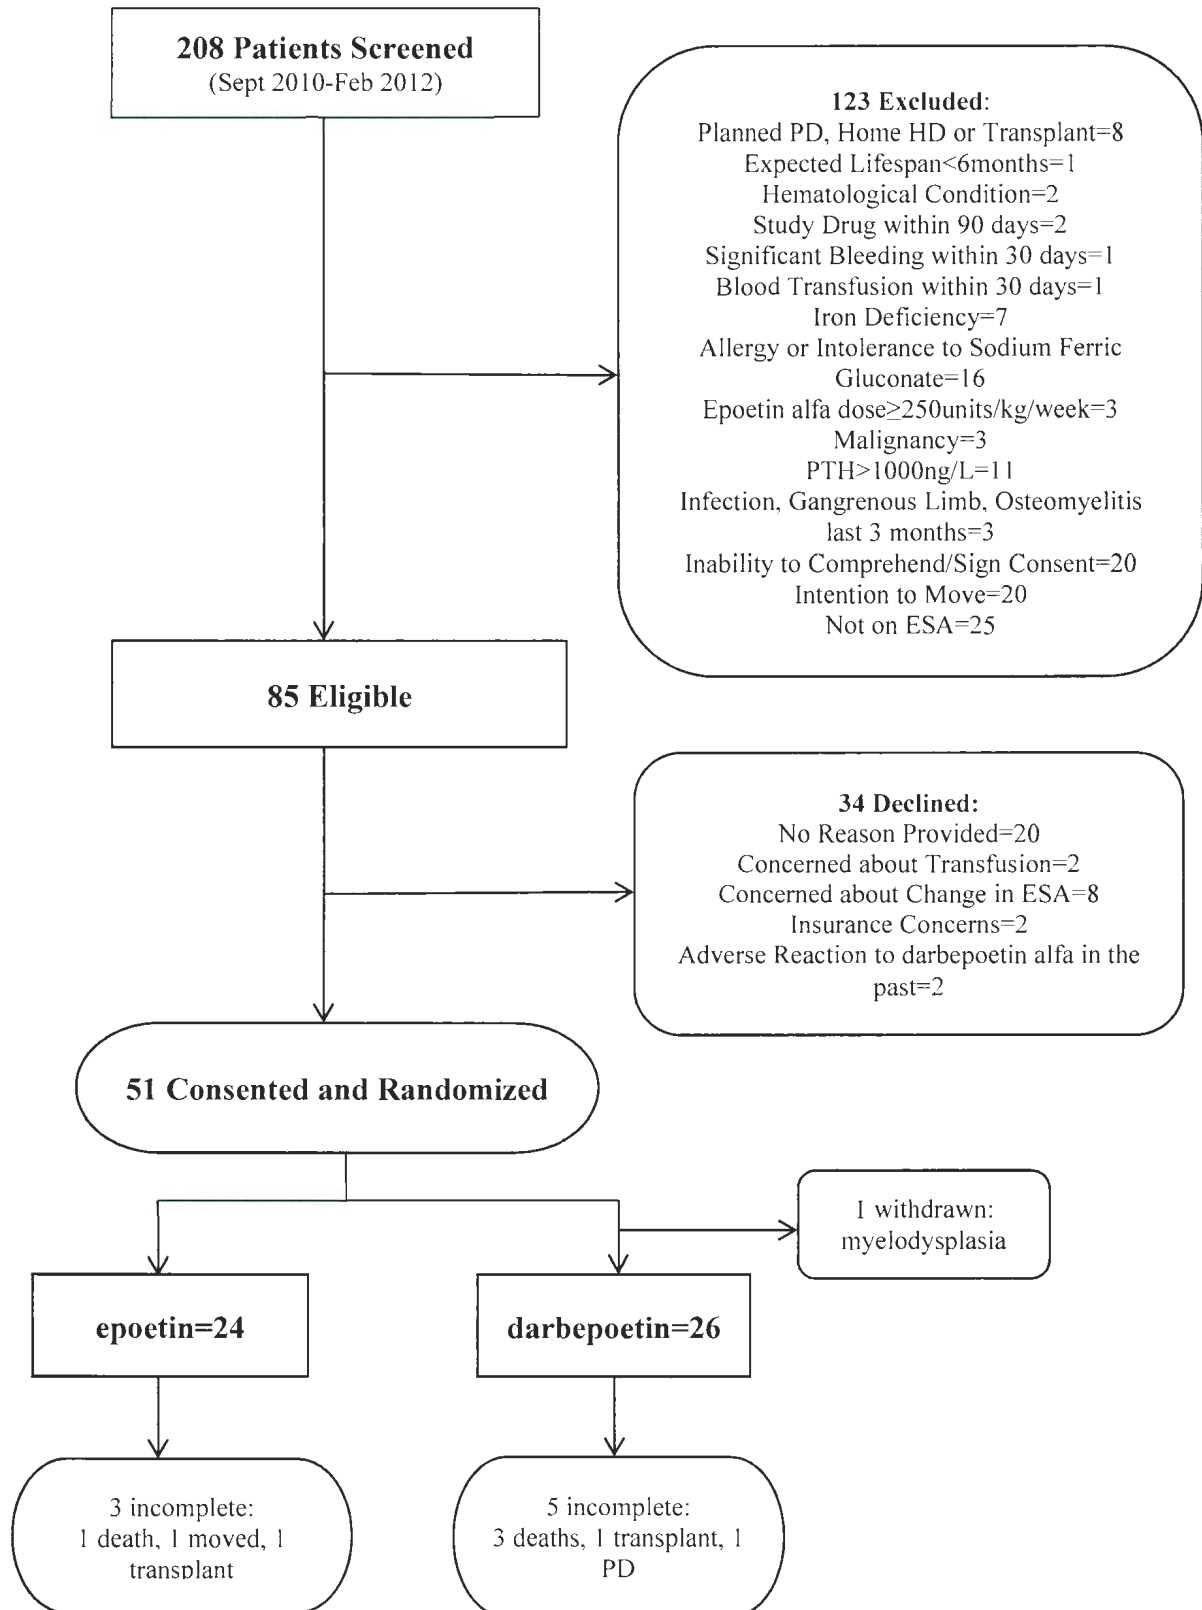 208 Patients Screened
(Sept 2010-Feb 2012)
123 Excluded:
Planned PD, Home HD or Transplant=8
Expected Lifespan<6months=1
Hematological Condition=2
Study Drug within 90 days=2
Significant Bleeding within 30 days=1
Blood Transfusion within 30 days=1
Iron Deficiency=7
Allergy or Intolerance to Sodium Ferric
Gluconate=16
Epoetin alfa dose≥250units/kg/week=3
Malignancy=3
PTH>1000ng/L=11
Infection, Gangrenous Limb, Osteomyelitis
last 3 months=3
Inability to Comprehend/Sign Consent=20
Intention to Move=20
Not on ESA=25
85 Eligible
34 Declined:
No Reason Provided=20
Concerned about Transfusion=2
Concerned about Change in ESA=8
Insurance Concerns=2
Adverse Reaction to darbepoetin alfa in the
past=2
51 Consented and Randomized
1 withdrawn:
myelodysplasia
epoetin=24
darbepoetin=26
3 incomplete:
1 death, 1 moved, 1
transplant
5 incomplete:
3 deaths, 1 transplant, 1
PD